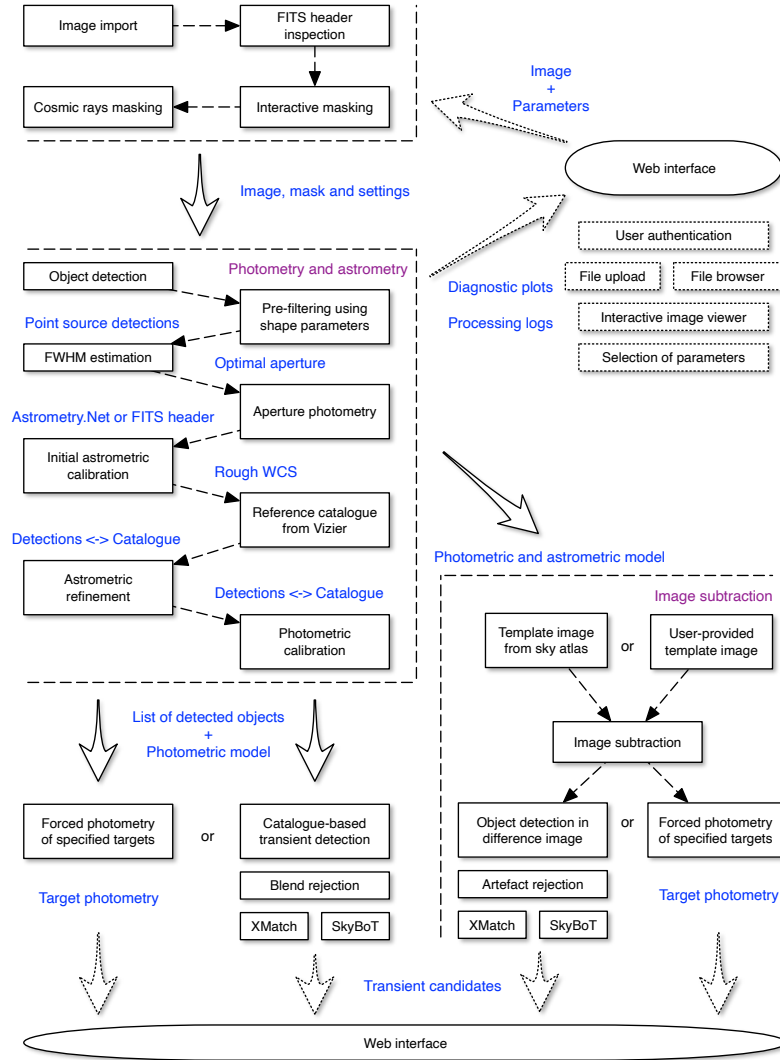 Image import
FITS header
inspection
Cosmic rays masking
Interactive masking
Image
+
Parameters
Web interface
Image, mask and settings
User authentication
File upload
File browser
Interactive image viewer
Selection of parameters
Diagnostic plots
Processing logs
Photometry and astrometry
Object detection
Pre-filtering using
shape parameters
Point source detections
FWHM estimation
Optimal aperture
Aperture photometry
Astrometry.Net or FITS header
Initial astrometric
calibration
Rough WCS
Reference catalogue
from Vizier
Detections <-> Catalogue
Astrometric
refinement
Detections <-> Catalogue
Photometric
calibration
Photometric and astrometric model
Image subtraction
Template image
from sky atlas
or
User-provided
template image
Image subtraction
Object detection in
difference image
or
Forced photometry
of specified targets
Artefact rejection
XMatch
SkyBoT
Target photometry
List of detected objects
+
Photometric model
Forced photometry
of specified targets
or
Catalogue-based
transient detection
Blend rejection
XMatch
SkyBoT
Target photometry
Transient candidates
Web interface